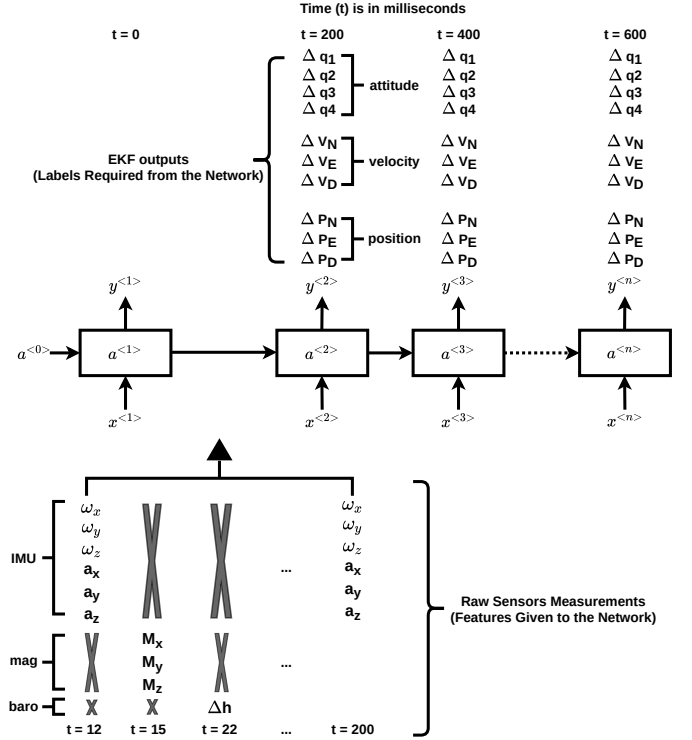 Time (t) is in milliseconds
t = 0 t = 200 t = 400 t = 600
Δ q1 Δ q1 Δ q1
Δ q2 Δ q2 Δ q2
attitude
Δ q3 Δ q3 Δ q3
Δ q4 Δ q4 Δ q4
Δ VN Δ VN Δ VN
EKF outputs
(Labels Required from the Network)
Δ VE velocity Δ VE Δ VE
Δ VD Δ VD Δ VD
Δ PN Δ PN Δ PN
Δ PE position Δ PE Δ PE
Δ PD Δ PD Δ PD
y<1> y<2> y<3> y<n>
a<0> a<1> a<2> a<3> a<n>
x<1> x<2> x<3> x<n>
ωx ωx
ωy ωy
IMU
ωz ωz
ax ... ax
ay ay
az az
Raw Sensors Measurements
(Features Given to the Network)
Mx
mag My ...
Mz
baro Δh
t = 12 t = 15 t = 22 ... t = 200